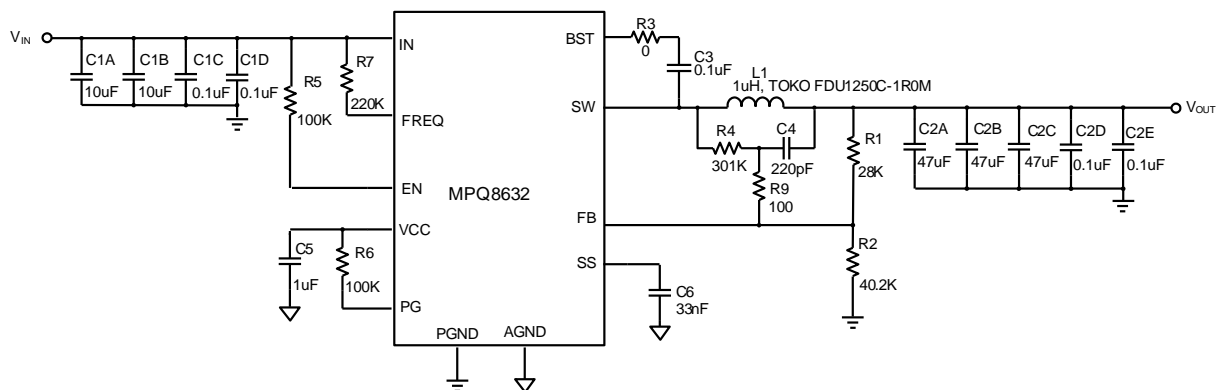 VIN
C1A
10uF
C1B
10uF
C1C
0.1uF
C1D
0.1uF
R5
100K
R7
220K
IN
FREQ
EN
VCC
PG
C5
1uF
R6
100K
MPQ8632
PGND
AGND
BST
SW
FB
SS
R3
0
C3
0.1uF
L1
1uH, TOKO FDU1250C-1R0M
R4
301K
C4
220pF
R9
100
R1
28K
R2
40.2K
C6
33nF
C2A
47uF
C2B
47uF
C2C
47uF
C2D
0.1uF
C2E
0.1uF
VOUT